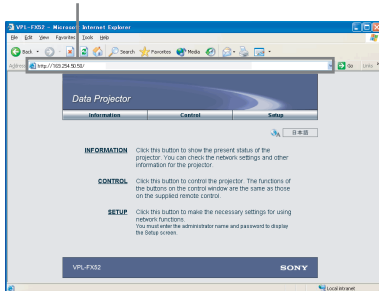 VPL-FX52 - Microsoft Internet Explorer
File Edit View Favorites Tools Help
Back Search Favorites Media
Address http://169.254.50.50/ Go Links
Data Projector
Information Control Setup
日本語
INFORMATION Click this button to show the present status of the
projector. You can check the network settings and other
information for the projector.
CONTROL Click this button to control the projector. The functions of
the buttons on the control window are the same as those
on the supplied remote control.
SETUP Click this button to make the necessary settings for using
network functions.
You must enter the administrator name and password to display
the Setup screen.
VPL-FX52 SONY
Local intranet